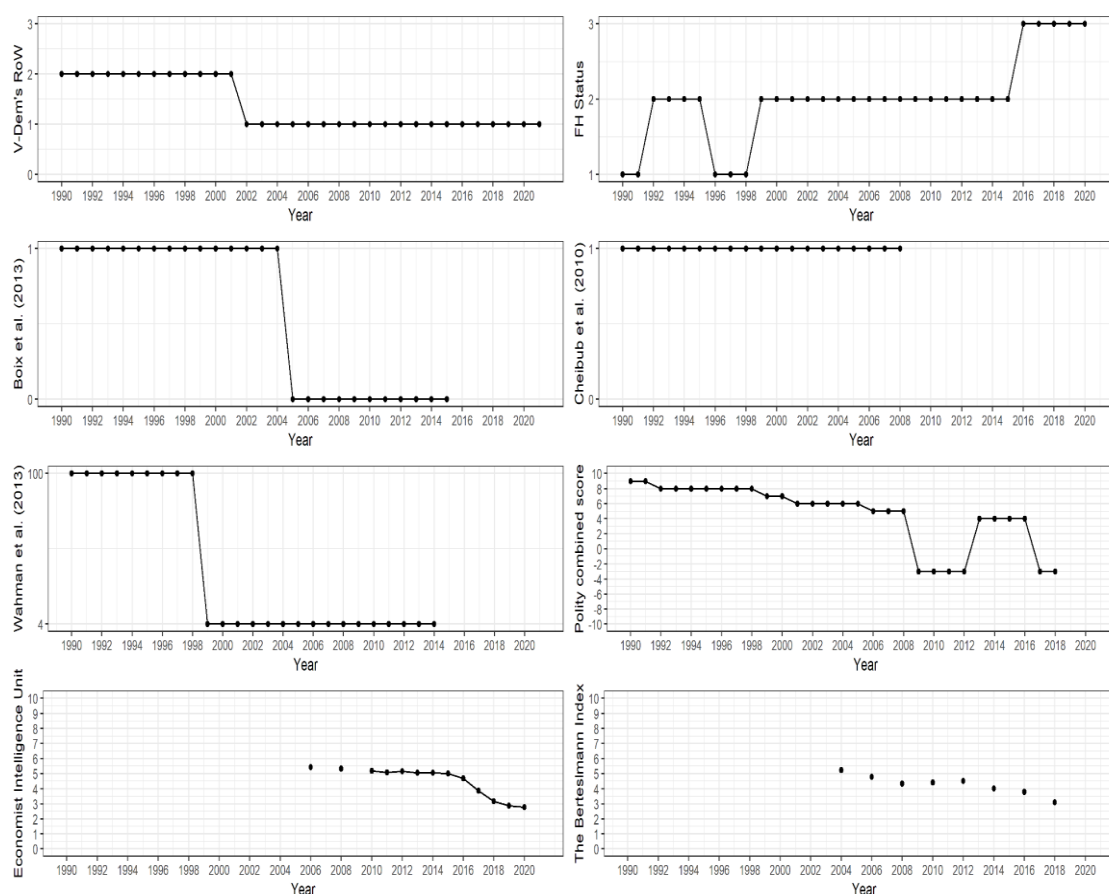 V-Dem's RoW
3
2
1
0
1990 1992 1994 1996 1998 2000 2002 2004 2006 2008 2010 2012 2014 2016 2018 2020
Year
FH Status
3
2
1
1990 1992 1994 1996 1998 2000 2002 2004 2006 2008 2010 2012 2014 2016 2018 2020
Year
Boix et al. (2013)
1
0
1990 1992 1994 1996 1998 2000 2002 2004 2006 2008 2010 2012 2014 2016 2018 2020
Year
Cheibub et al. (2010)
1
0
1990 1992 1994 1996 1998 2000 2002 2004 2006 2008 2010 2012 2014 2016 2018 2020
Year
Wahman et al. (2013)
100
4
1990 1992 1994 1996 1998 2000 2002 2004 2006 2008 2010 2012 2014 2016 2018 2020
Year
Polity combined score
10
8
6
4
2
0
-2
-4
-6
-8
-10
1990 1992 1994 1996 1998 2000 2002 2004 2006 2008 2010 2012 2014 2016 2018 2020
Year
Economist Intelligence Unit
10
9
8
7
6
5
4
3
2
1
0
1990 1992 1994 1996 1998 2000 2002 2004 2006 2008 2010 2012 2014 2016 2018 2020
Year
The Berteslmann Index
10
9
8
7
6
5
4
3
2
1
0
1990 1992 1994 1996 1998 2000 2002 2004 2006 2008 2010 2012 2014 2016 2018 2020
Year